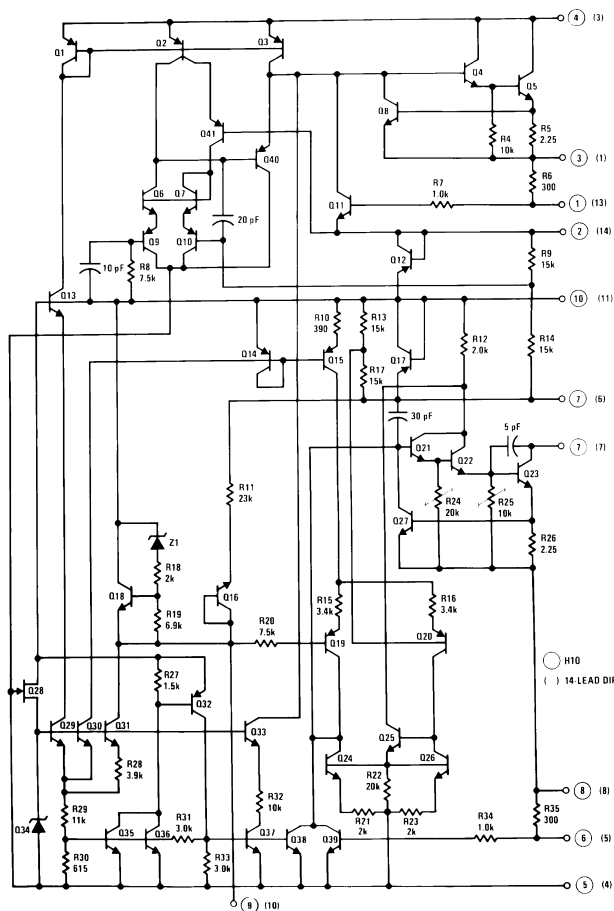 4 (3)
Q1
Q2
Q3
Q4
Q5
Q8
R4
10k
R5
2.25
Q41
3 (1)
Q40
R6
300
R7
1.0k
Q6
Q7
Q11
1 (13)
20 pF
2 (14)
Q9
Q10
Q12
R9
15k
10 pF
R8
7.5k
Q13
10 (11)
R10
390
R13
15k
Q14
Q15
Q17
R12
2.0k
R14
15k
R17
15k
7 (6)
30 pF
5 pF
7 (7)
Q21
Q22
Q23
R11
23k
R24
20k
R25
10k
Q27
R26
2.25
Z1
R18
2k
Q18
R19
6.9k
Q16
R15
3.4k
R16
3.4k
R20
7.5k
Q19
Q20
H10
( ) 14-LEAD DIP
R27
1.5k
Q32
Q28
Q29
Q30
Q31
Q33
Q24
Q25
Q26
R28
3.9k
R22
20k
8 (8)
R32
10k
R29
11k
R21
2k
R23
2k
R35
300
R34
1.0k
Q34
R31
3.0k
6 (5)
Q35
Q36
Q37
Q38
Q39
R30
615
R33
3.0k
5 (4)
9 (10)